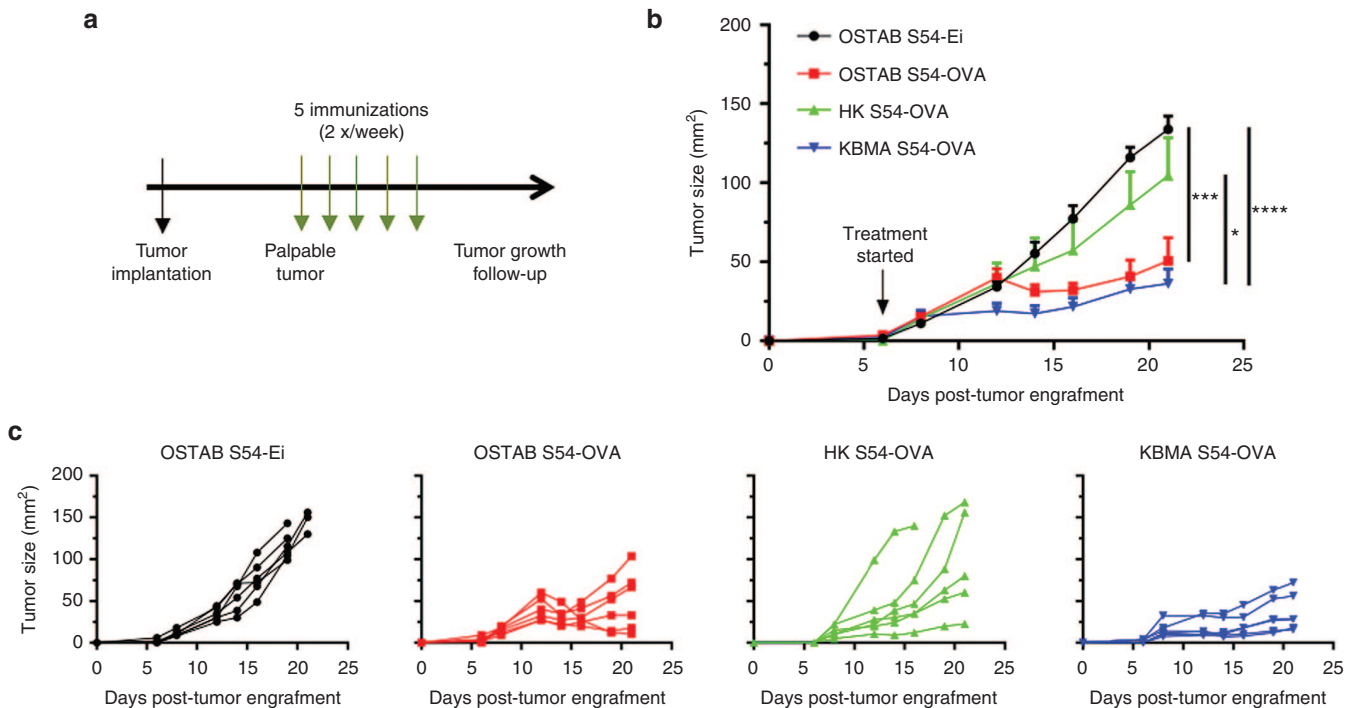 a
5 immunizations
(2 x/week)
Tumor
implantation
Palpable
tumor
Tumor growth
follow-up
b
OSTAB S54-Ei
OSTAB S54-OVA
HK S54-OVA
KBMA S54-OVA
Tumor size (mm²)
200
150
100
50
0
Treatment
started
***
*
****
0 5 10 15 20 25
Days post-tumor engrafment
c
OSTAB S54-Ei
OSTAB S54-OVA
HK S54-OVA
KBMA S54-OVA
Tumor size (mm²)
200
150
100
50
0
0 5 10 15 20 25
0 5 10 15 20 25
0 5 10 15 20 25
0 5 10 15 20 25
Days post-tumor engrafment
Days post-tumor engrafment
Days post-tumor engrafment
Days post-tumor engrafment